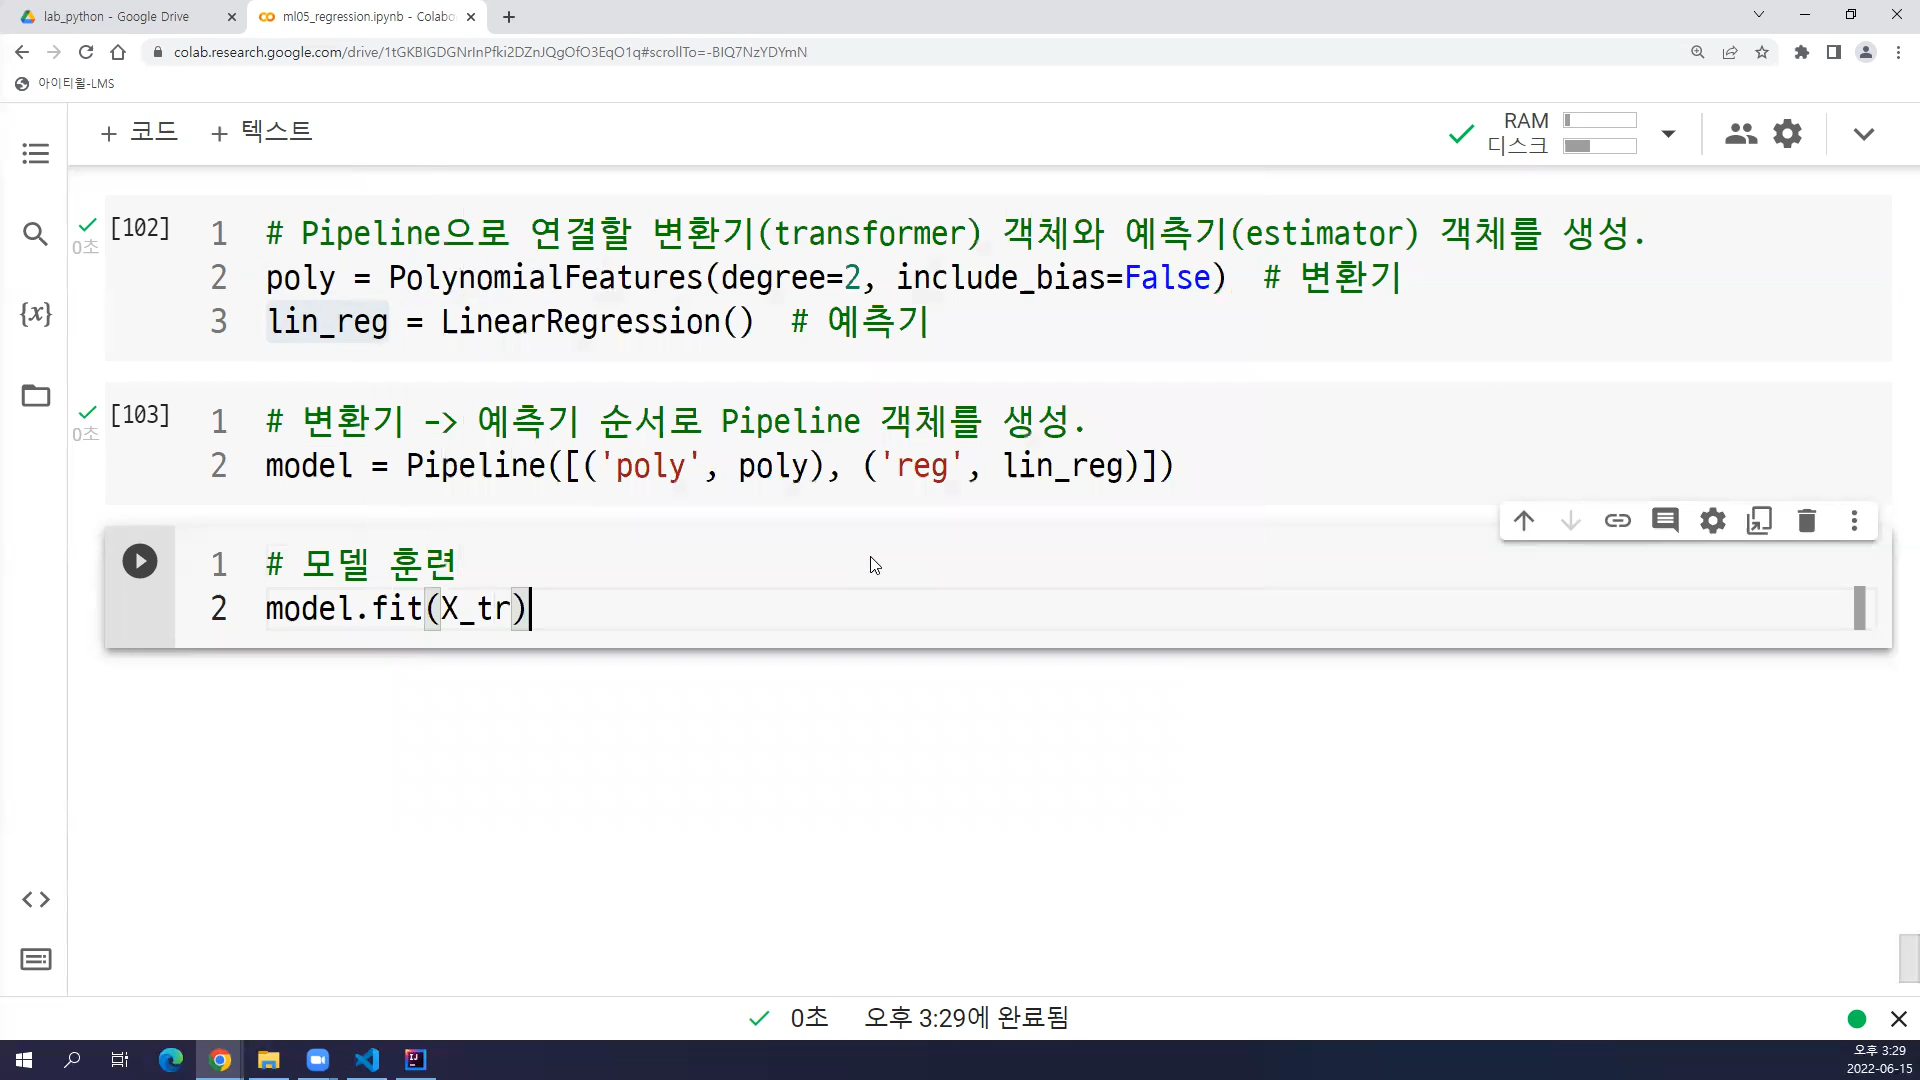 lab_python - Google Drive
ml05_regression.ipynb - Colabo
colab.research.google.com/drive/1tGKBIGDGNrInPfki2DZnJQgOfO3EqO1q#scrollTo=-BIQ7NzYDYmN
아이티윌-LMS
+ 코드 + 텍스트
RAM
디스크
{x}
0초
[102]
1 # Pipeline으로 연결할 변환기(transformer) 객체와 예측기(estimator) 객체를 생성.
2 poly = PolynomialFeatures(degree=2, include_bias=False)  # 변환기
3 lin_reg = LinearRegression()  # 예측기
0초
[103]
1 # 변환기 -> 예측기 순서로 Pipeline 객체를 생성.
2 model = Pipeline([('poly', poly), ('reg', lin_reg)])
1 # 모델 훈련
2 model.fit(X_tr)
0초 오후 3:29에 완료됨
오후 3:29
2022-06-15